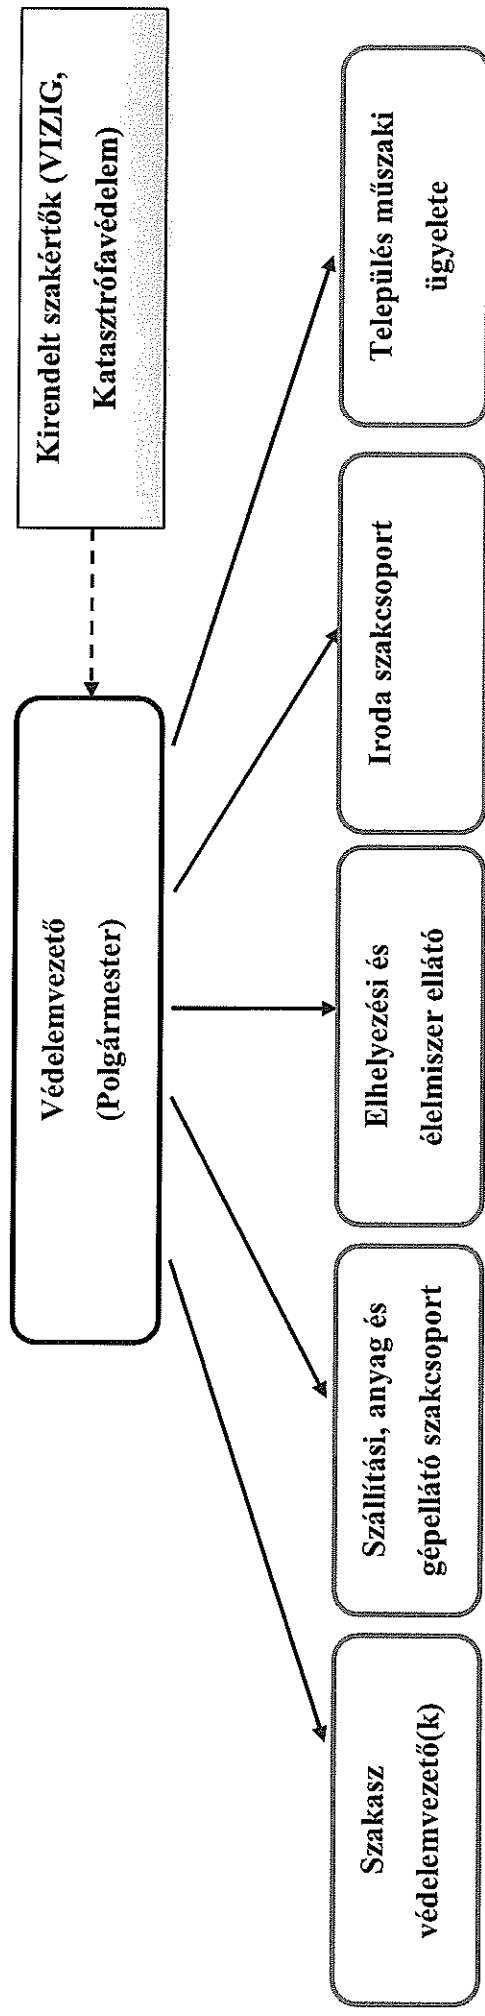 Védelemvezető
(Polgármester)
Kirendelt szakértők (VIZIG,
Katasztrófavédelem)
Szakasz
védelemvezető(k)
Szállítási, anyag és
gépellátó szakcsoport
Elhelyezési és
élelmiszer ellátó
Iroda szakcsoport
Település műszaki
ügyelete